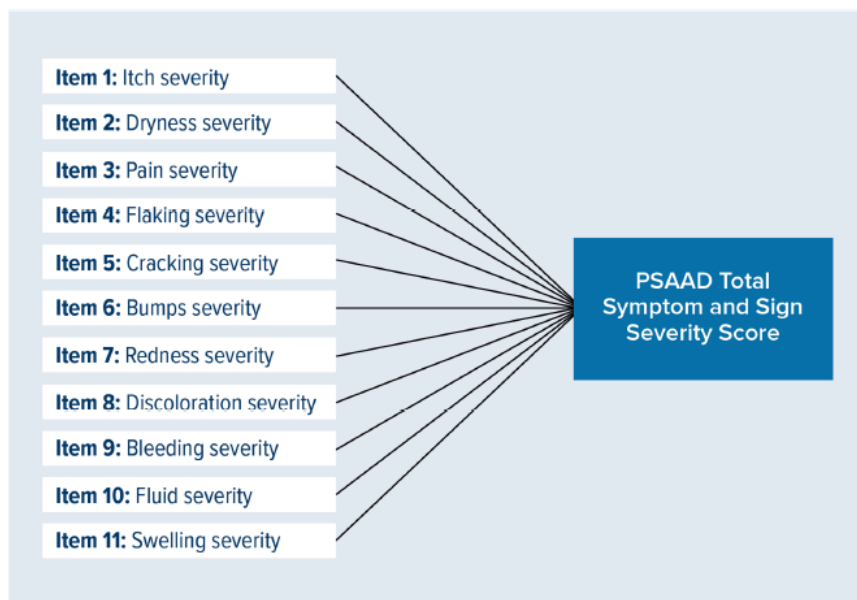 Item 1: Itch severity
Item 2: Dryness severity
Item 3: Pain severity
Item 4: Flaking severity
Item 5: Cracking severity
Item 6: Bumps severity
Item 7: Redness severity
Item 8: Discoloration severity
Item 9: Bleeding severity
Item 10: Fluid severity
Item 11: Swelling severity
PSAAD Total
Symptom and Sign
Severity Score